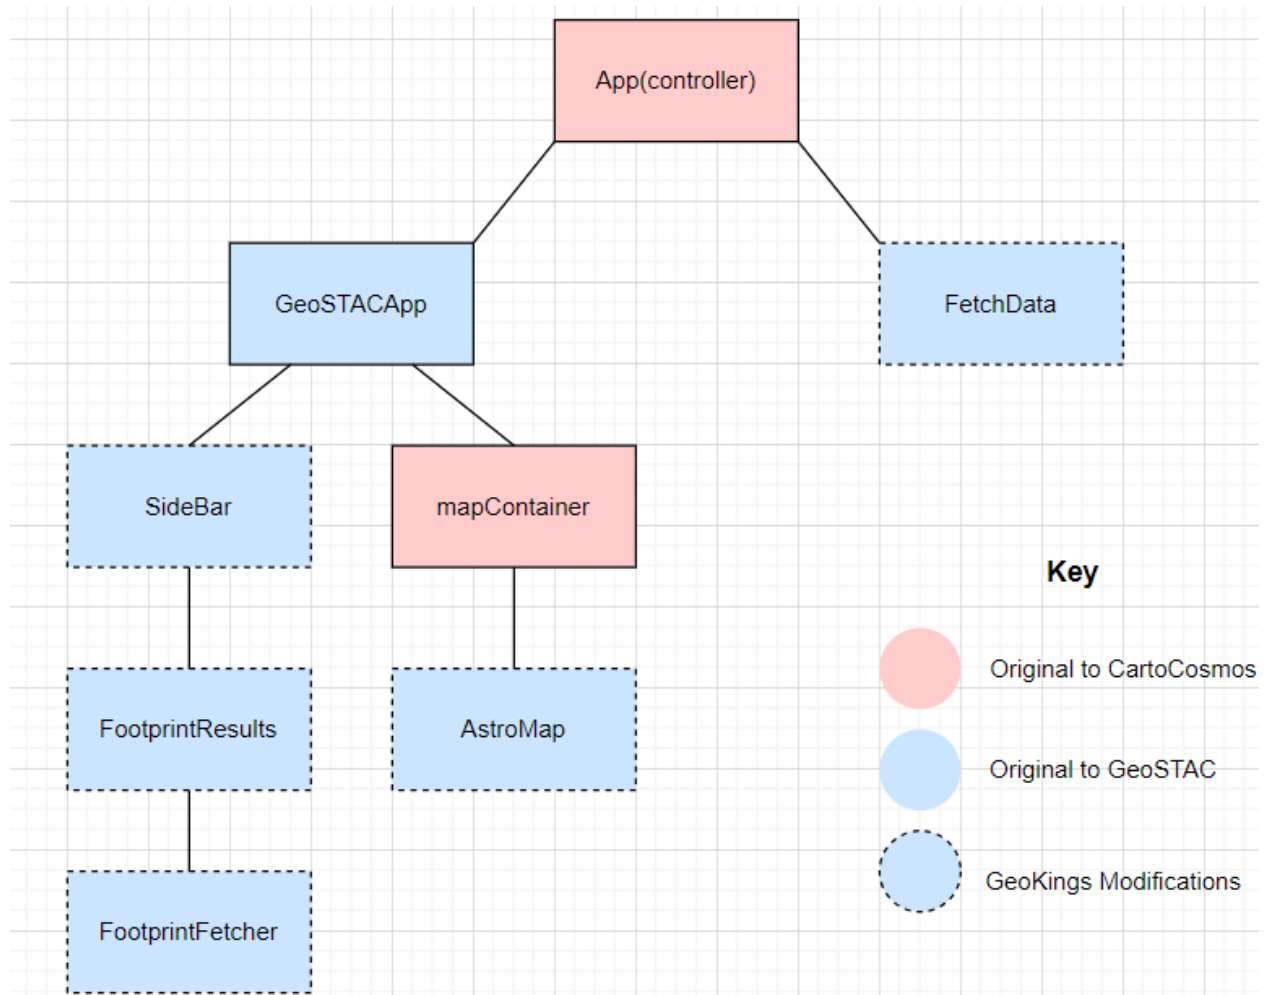 App(controller)
GeoSTACApp
FetchData
SideBar
mapContainer
Key
Original to CartoCosmos
FootprintResults
AstroMap
Original to GeoSTAC
GeoKings Modifications
FootprintFetcher